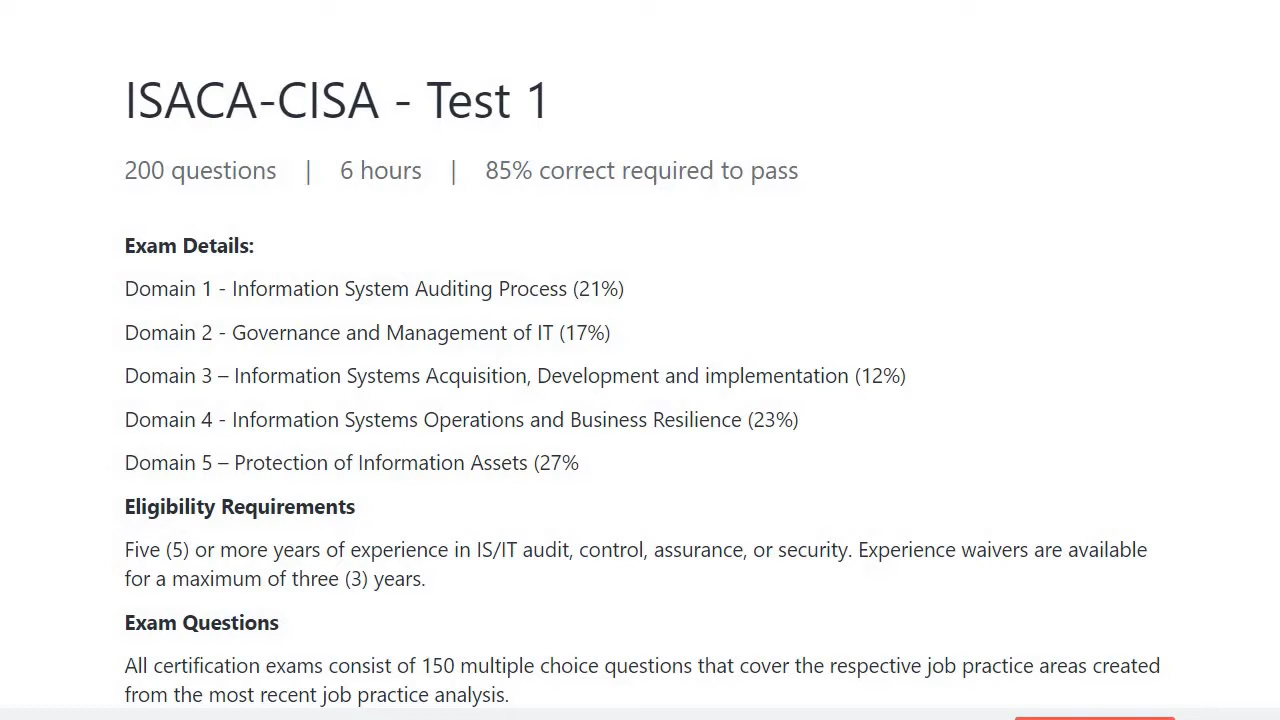 ISACA-CISA - Test 1
200 questions | 6 hours | 85% correct required to pass
Exam Details:
Domain 1 - Information System Auditing Process (21%)
Domain 2 - Governance and Management of IT (17%)
Domain 3 – Information Systems Acquisition, Development and implementation (12%)
Domain 4 - Information Systems Operations and Business Resilience (23%)
Domain 5 – Protection of Information Assets (27%
Eligibility Requirements
Five (5) or more years of experience in IS/IT audit, control, assurance, or security. Experience waivers are available
for a maximum of three (3) years.
Exam Questions
All certification exams consist of 150 multiple choice questions that cover the respective job practice areas created
from the most recent job practice analysis.